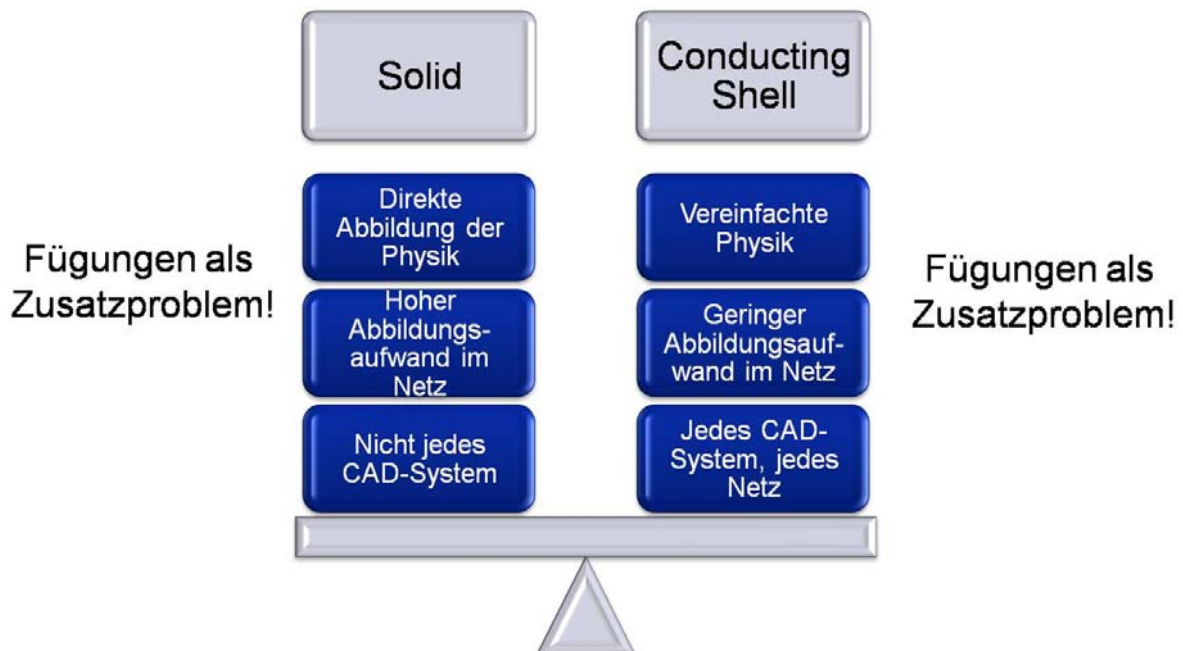 Solid
Conducting
Shell
Fügungen als
Zusatzproblem!
Direkte
Abbildung der
Physik
Hoher
Abbildungs-
aufwand im
Netz
Nicht jedes
CAD-System
Vereinfachte
Physik
Geringer
Abbildungsauf-
wand im Netz
Jedes CAD-
System, jedes
Netz
Fügungen als
Zusatzproblem!